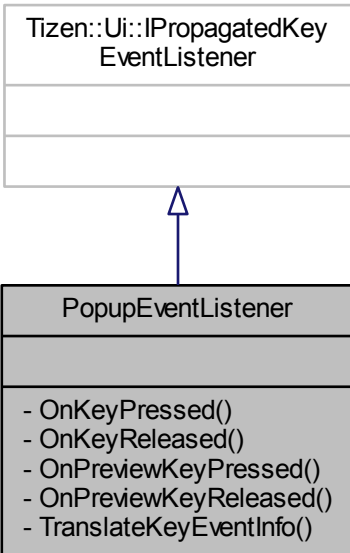 Tizen::Ui::IPropagatedKey
EventListener
PopupEventListener
- OnKeyPressed()
- OnKeyReleased()
- OnPreviewKeyPressed()
- OnPreviewKeyReleased()
- TranslateKeyEventInfo()